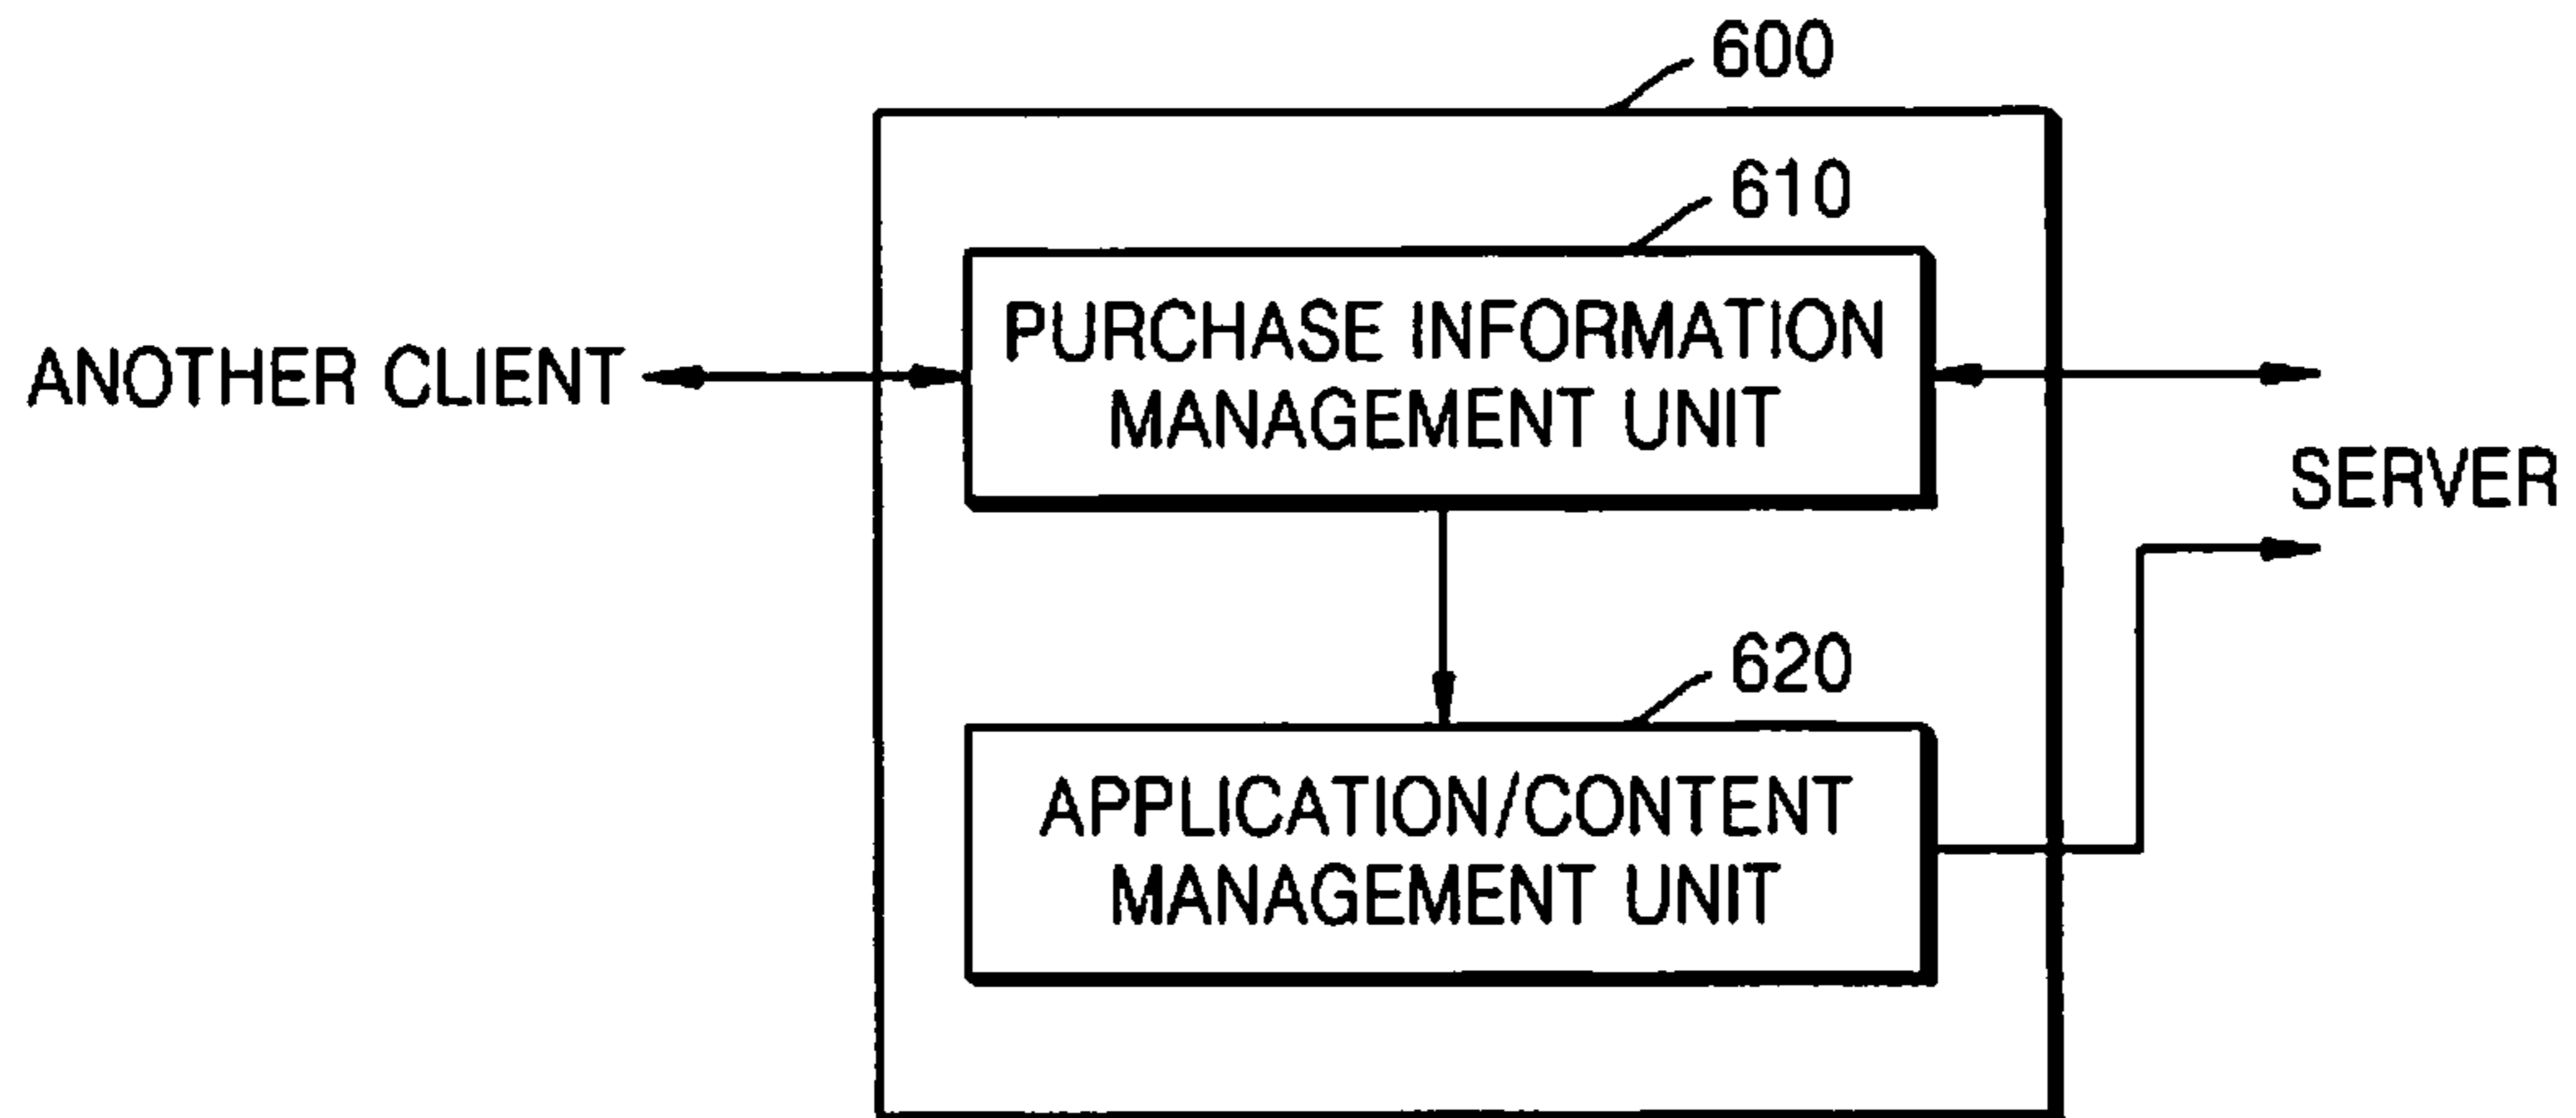 600
610
PURCHASE INFORMATION
MANAGEMENT UNIT
ANOTHER CLIENT
SERVER
620
APPLICATION/CONTENT
MANAGEMENT UNIT